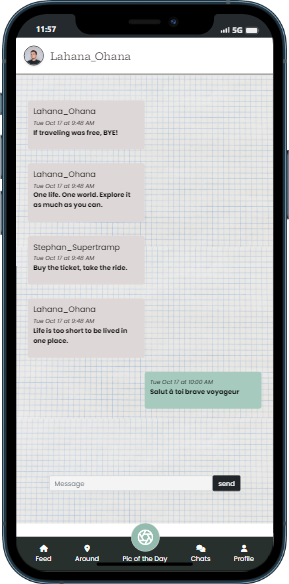 11:57
5G
Lahana_Ohana
Lahana_Ohana
Tue Oct 17 at 9:48 AM
If traveling was free, BYE!
Lahana_Ohana
Tue Oct 17 at 9:48 AM
One life. One world. Explore it
as much as you can.
Stephan_Supertramp
Tue Oct 17 at 9:48 AM
Buy the ticket, take the ride.
Lahana_Ohana
Tue Oct 17 at 9:48 AM
Life is too short to be lived in
one place.
Tue Oct 17 at 10:00 AM
Salut à toi brave voyageur
Message
send
Feed
Around
Pic of the Day
Chats
Profile